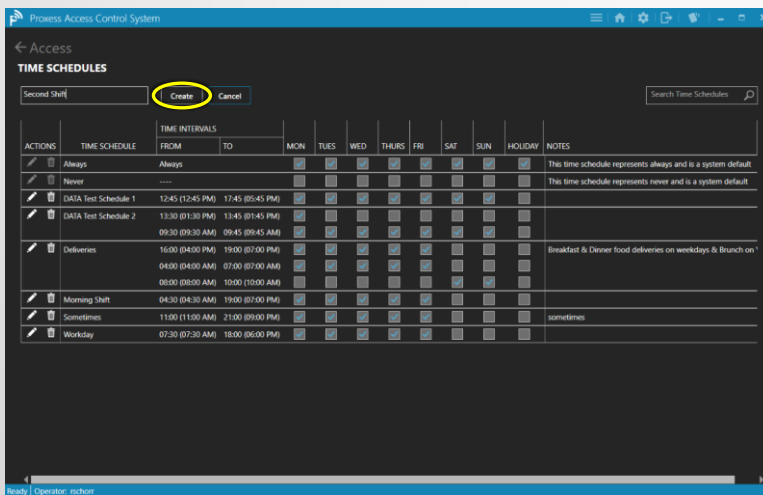 Proxess Access Control System
Access
TIME SCHEDULES
Second Shift Create Cancel Search Time Schedules
TIME INTERVALS
ACTIONS TIME SCHEDULE FROM TO MON TUES WED THURS FRI SAT SUN HOLIDAY NOTES
Always Always This time schedule represents always and is a system default
Never ---- This time schedule represents never and is a system default
DATA Test Schedule 1 12:45 (12:45 PM) 17:45 (05:45 PM)
DATA Test Schedule 2 13:30 (01:30 PM) 13:45 (01:45 PM)
09:30 (09:30 AM) 09:45 (09:45 AM)
Deliveries 16:00 (04:00 PM) 19:00 (07:00 PM) Breakfast & Dinner food deliveries on weekdays & Brunch on
04:00 (04:00 AM) 07:00 (07:00 AM)
08:00 (08:00 AM) 10:00 (10:00 AM)
Morning Shift 04:30 (04:30 AM) 19:00 (07:00 PM)
Sometimes 11:00 (11:00 AM) 21:00 (09:00 PM) sometimes
Workday 07:30 (07:30 AM) 18:00 (06:00 PM)
Ready Operator: rschorr